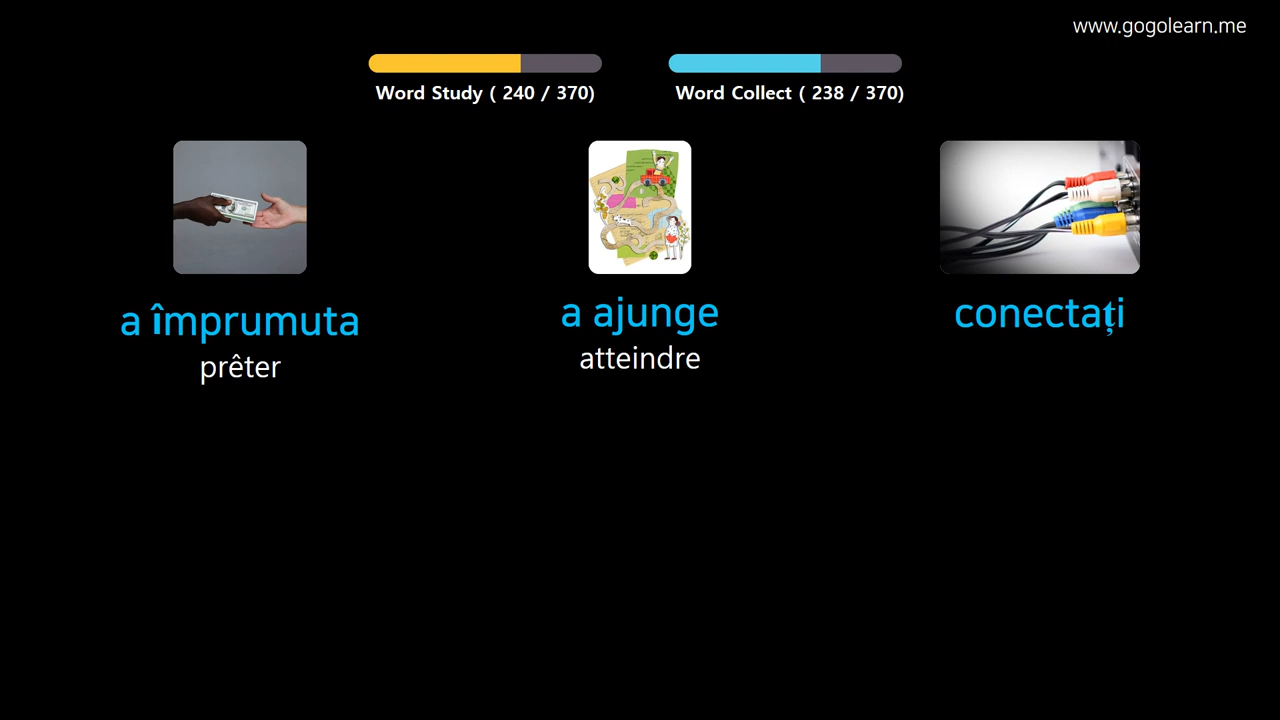 www.gogolearn.me
Word Study ( 240 / 370)
Word Collect ( 238 / 370)
a împrumuta
prêter
a ajunge
atteindre
conectați